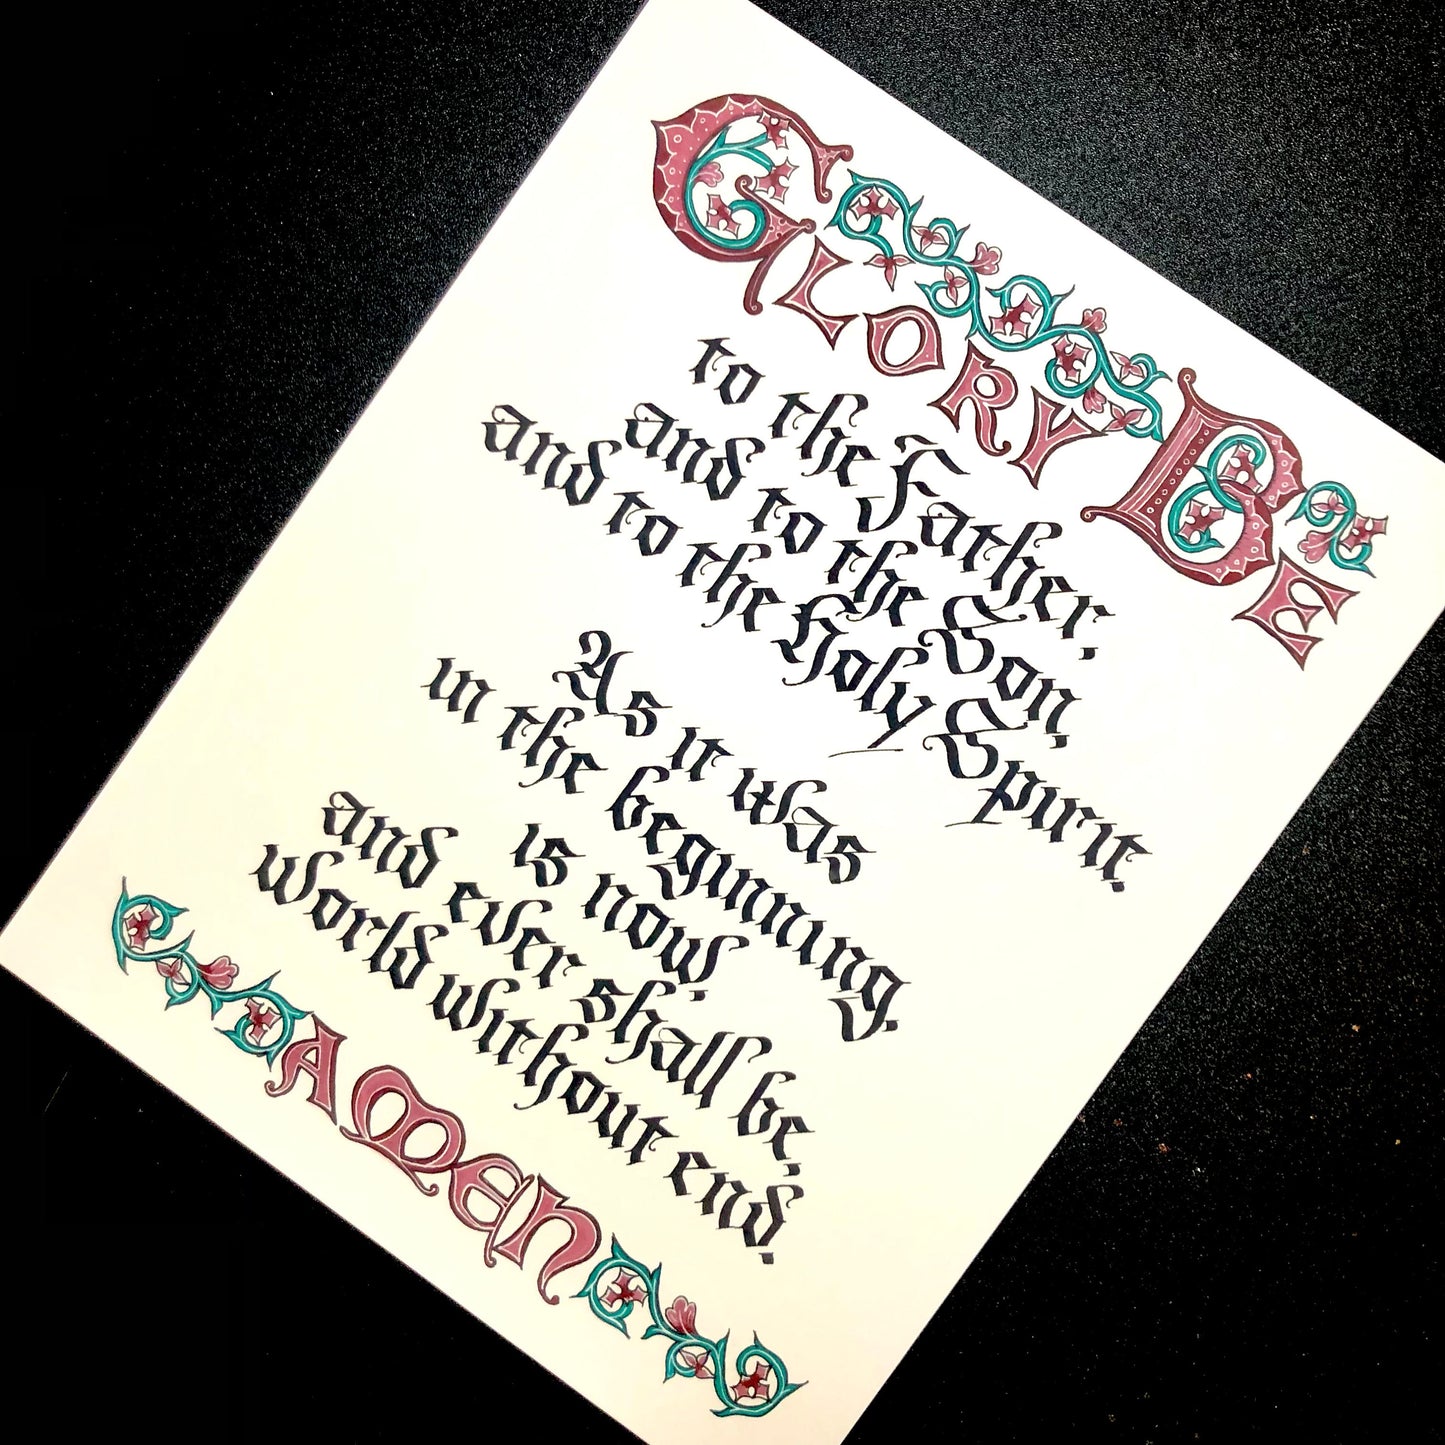 GLORY BE
to the Father,
and to the Son,
and to the Holy Spirit.
As it was
in the beginning,
is now,
and ever shall be,
world without end.
AMEN